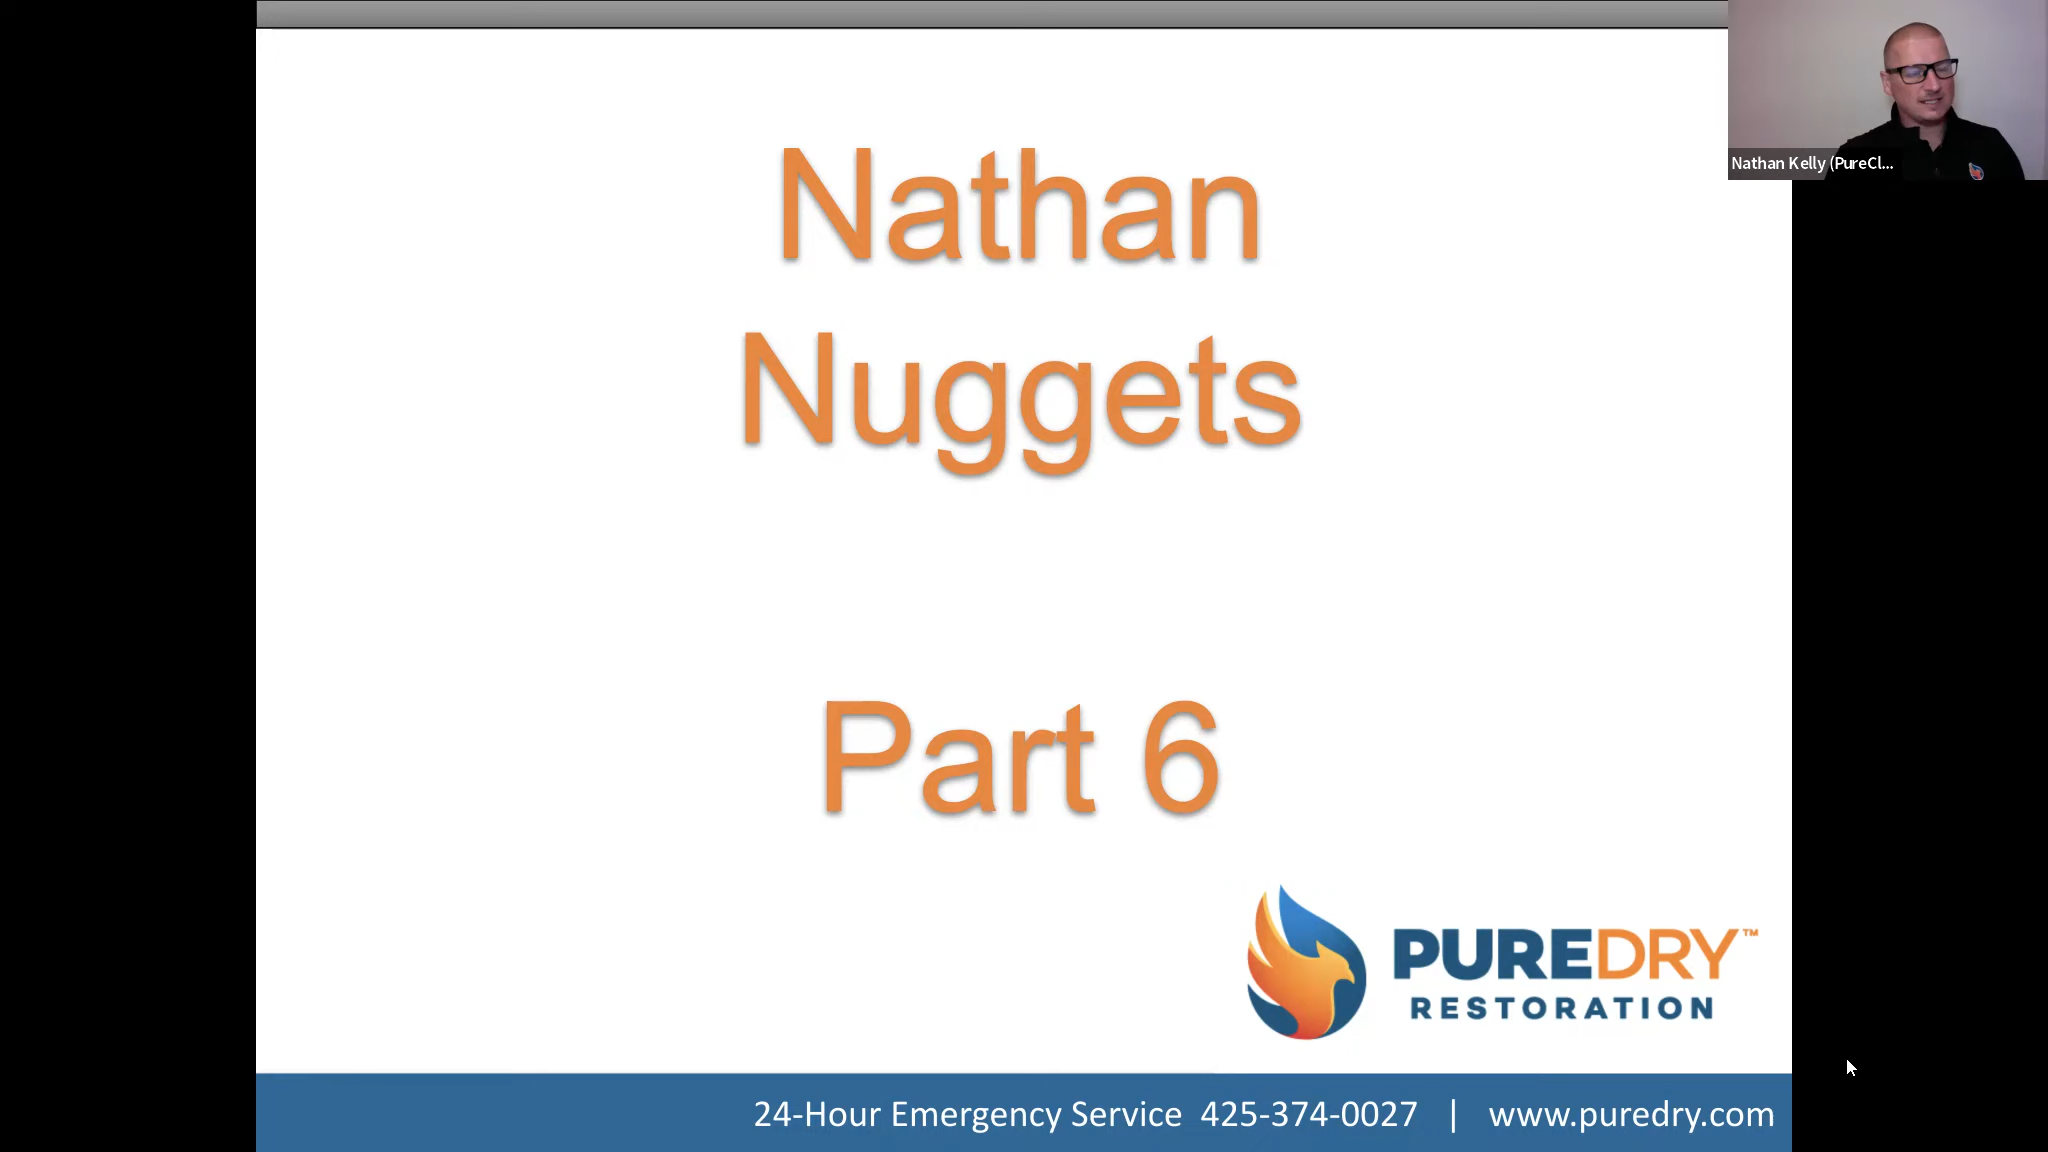 Nathan
Nuggets
Part 6
Nathan Kelly (PureCl...
PUREDRY™
RESTORATION
24-Hour Emergency Service 425-374-0027 | www.puredry.com